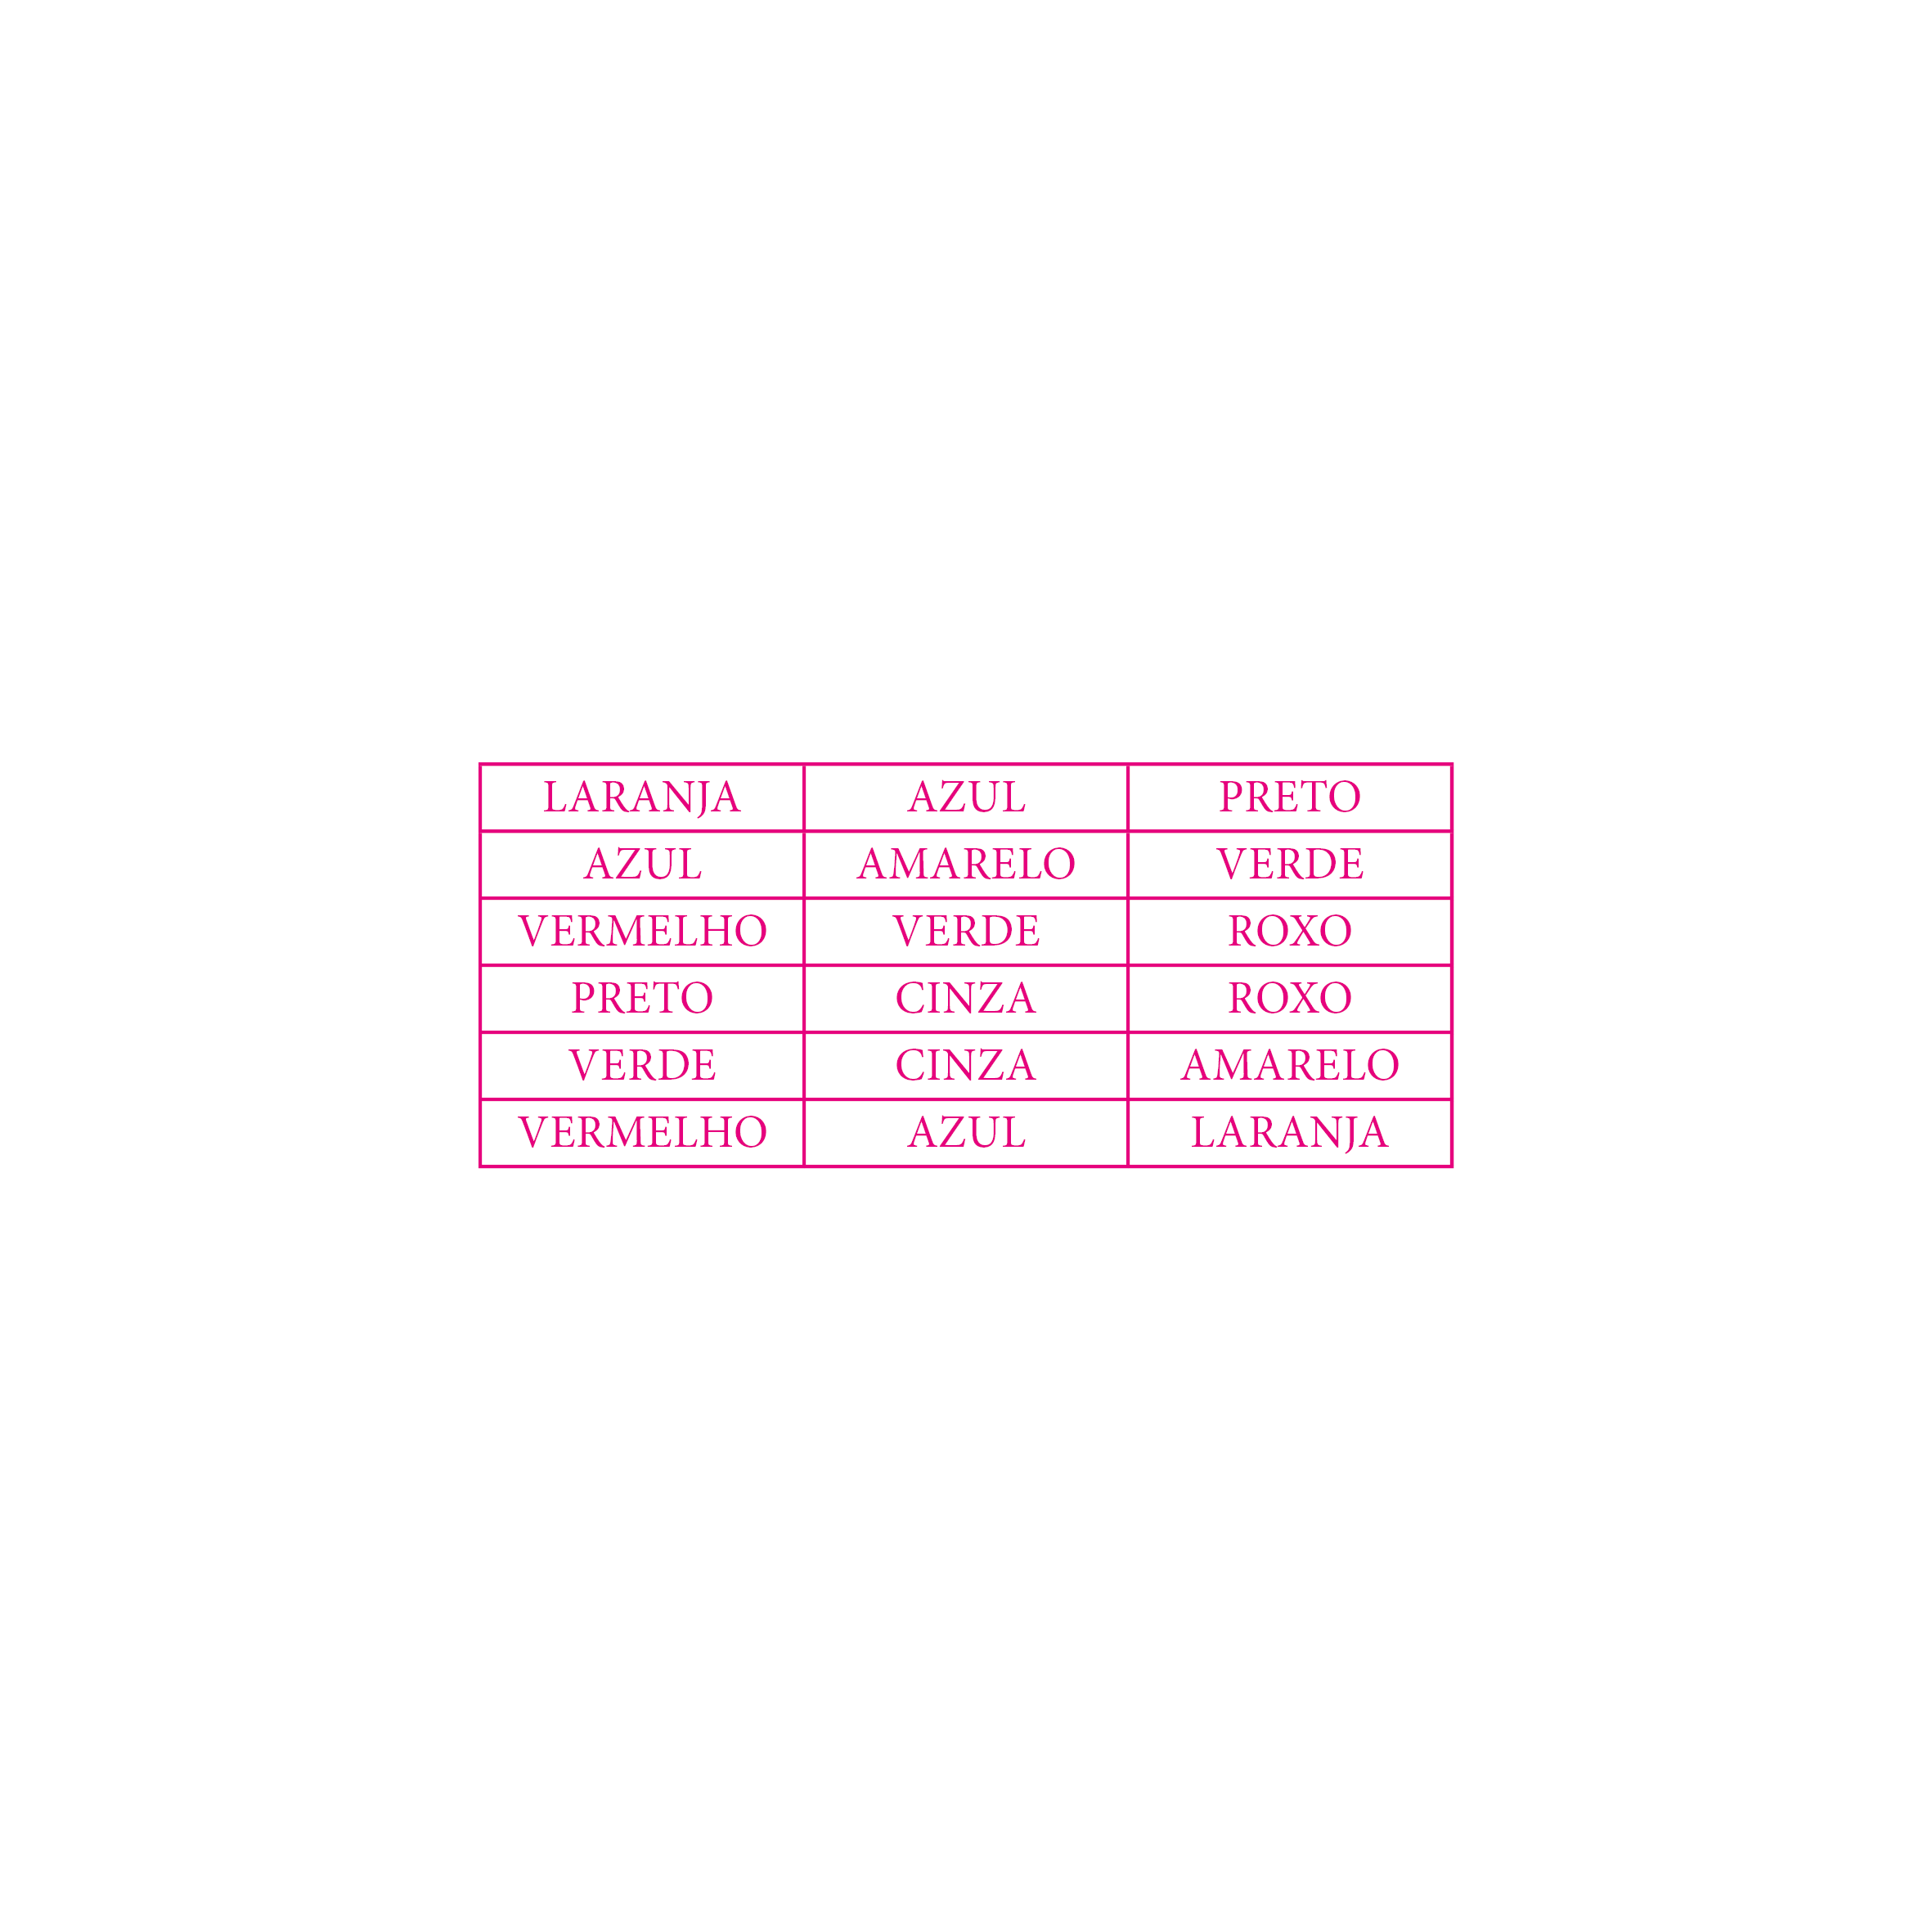 LARANJA AZUL PRETO
AZUL AMARELO VERDE
VERMELHO VERDE ROXO
PRETO CINZA ROXO
VERDE CINZA AMARELO
VERMELHO AZUL LARANJA